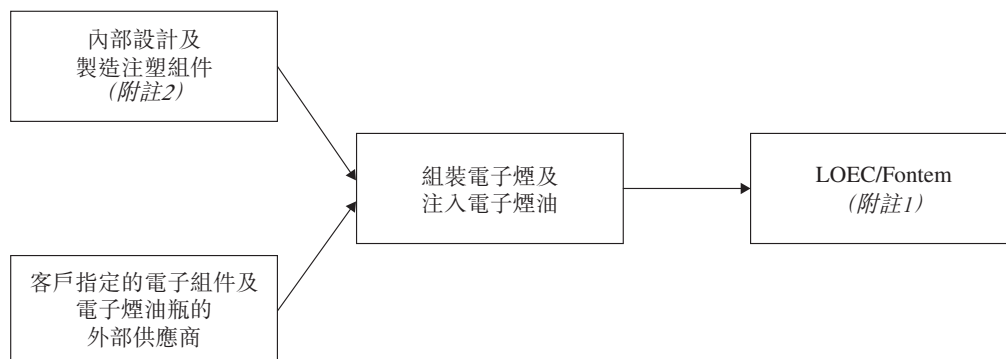 內部設計及
製造注塑組件
(附註2)
客戶指定的電子組件及
電子煙油瓶的
外部供應商
組裝電子煙及
注入電子煙油
LOEC/Fontem
(附註1)